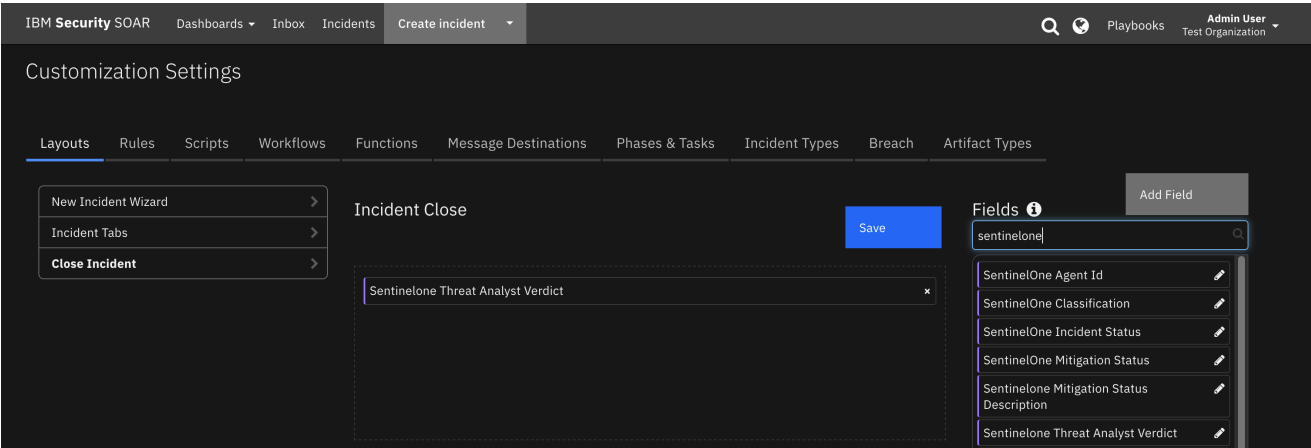 IBM Security SOAR Dashboards Inbox Incidents Create incident Playbooks Admin User
Test Organization
Customization Settings
Layouts Rules Scripts Workflows Functions Message Destinations Phases & Tasks Incident Types Breach Artifact Types
New Incident Wizard
Incident Tabs
Close Incident
Incident Close
Save
Sentinelone Threat Analyst Verdict
Add Field
Fields
sentinelone
SentinelOne Agent Id
SentinelOne Classification
SentinelOne Incident Status
SentinelOne Mitigation Status
Sentinelone Mitigation Status
Description
Sentinelone Threat Analyst Verdict